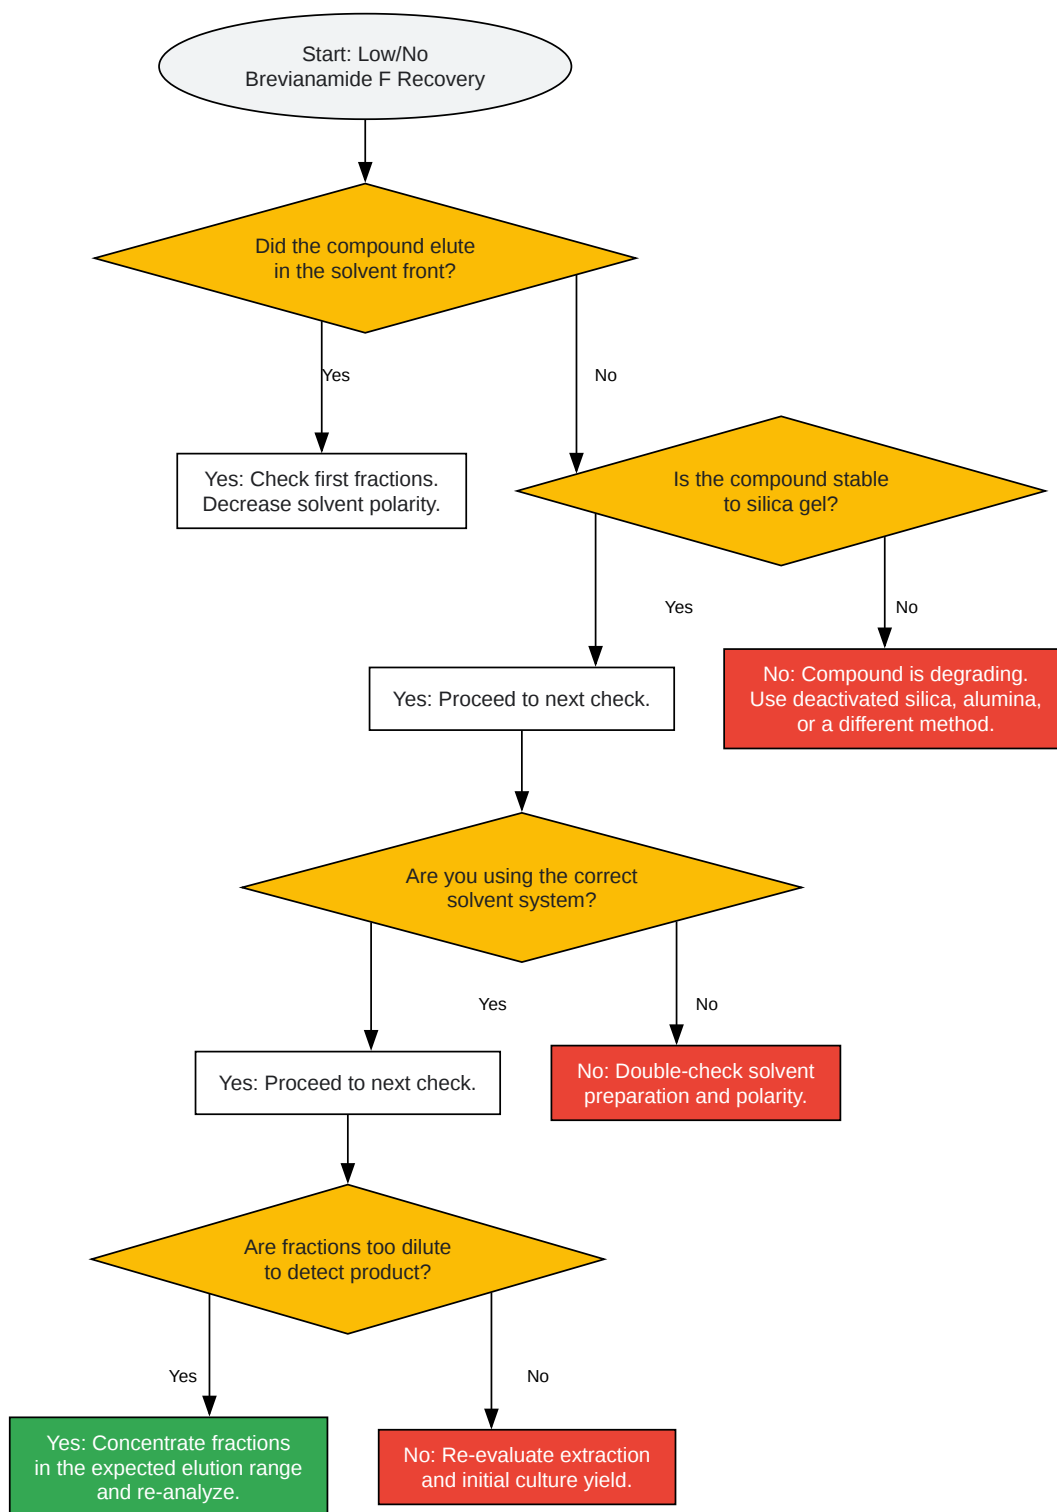 Start: Low/No
Brevianamide F Recovery
Did the compound elute
in the solvent front?
Yes
No
Yes: Check first fractions.
Decrease solvent polarity.
Is the compound stable
to silica gel?
Yes
No
Yes: Proceed to next check.
No: Compound is degrading.
Use deactivated silica, alumina,
or a different method.
Are you using the correct
solvent system?
Yes
No
Yes: Proceed to next check.
No: Double-check solvent
preparation and polarity.
Are fractions too dilute
to detect product?
Yes
No
Yes: Concentrate fractions
in the expected elution range
and re-analyze.
No: Re-evaluate extraction
and initial culture yield.